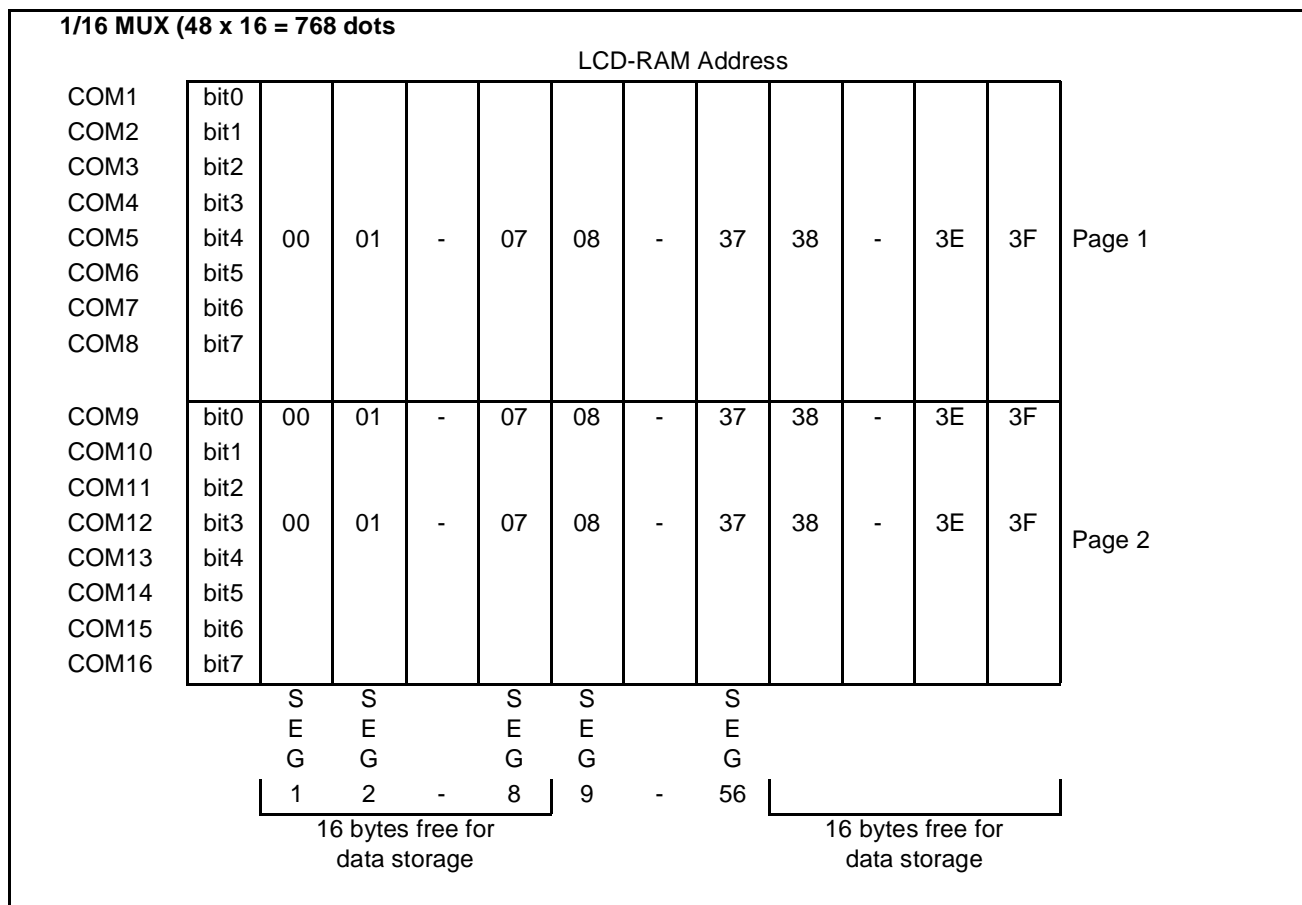 1/16 MUX (48 x 16 = 768 dots
LCD-RAM Address
COM1 bit0
COM2 bit1
COM3 bit2
COM4 bit3
COM5 bit4 00 01 - 07 08 - 37 38 - 3E 3F Page 1
COM6 bit5
COM7 bit6
COM8 bit7
COM9 bit0 00 01 - 07 08 - 37 38 - 3E 3F
COM10 bit1
COM11 bit2
COM12 bit3 00 01 - 07 08 - 37 38 - 3E 3F
Page 2
COM13 bit4
COM14 bit5
COM15 bit6
COM16 bit7
S S S S S
E E E E E
G G G G G
1 2 - 8 9 - 56
16 bytes free for 16 bytes free for
data storage data storage